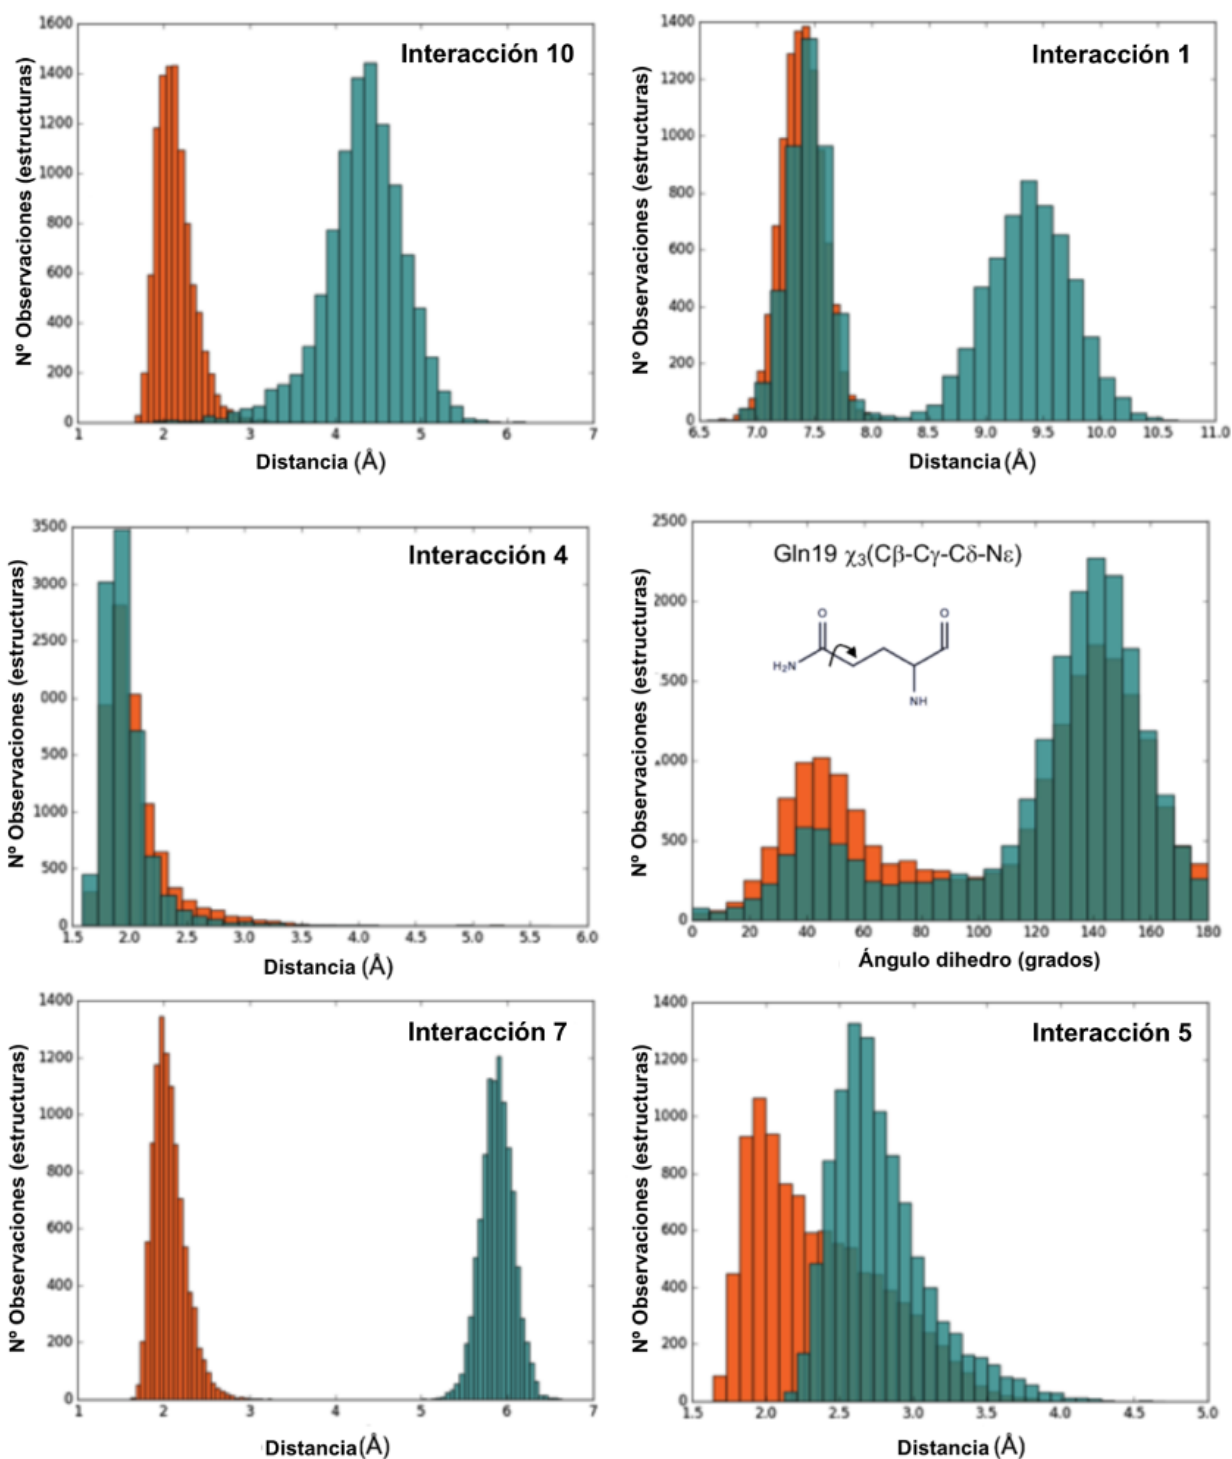 Interacción 10
Nº Observaciones (estructuras)
1600
1400
1200
1000
800
600
400
200
0
1 2 3 4 5 6 7
Distancia (Å)
Interacción 1
Nº Observaciones (estructuras)
1400
1200
1000
800
600
400
200
0
6.5 7.0 7.5 8.0 8.5 9.0 9.5 10.0 10.5 11.0
Distancia (Å)
Interacción 4
Nº Observaciones (estructuras)
3500
3000
2500
000
500
1000
500
0
1.5 2.0 2.5 3.0 3.5 4.0 4.5 5.0 5.5 6.0
Distancia (Å)
Gln19 χ3(Cβ-Cγ-Cδ-Nε)
O O
H2N
NH
Nº Observaciones (estructuras)
2500
2000
500
000
500
0
0 20 40 60 80 100 120 140 160 180
Ángulo dihedro (grados)
Interacción 7
Nº Observaciones (estructuras)
1400
1200
1000
800
600
400
200
0
1 2 3 4 5 6 7
Distancia (Å)
Interacción 5
Nº Observaciones (estructuras)
1400
1200
1000
800
600
400
200
0
1.5 2.0 2.5 3.0 3.5 4.0 4.5 5.0
Distancia (Å)